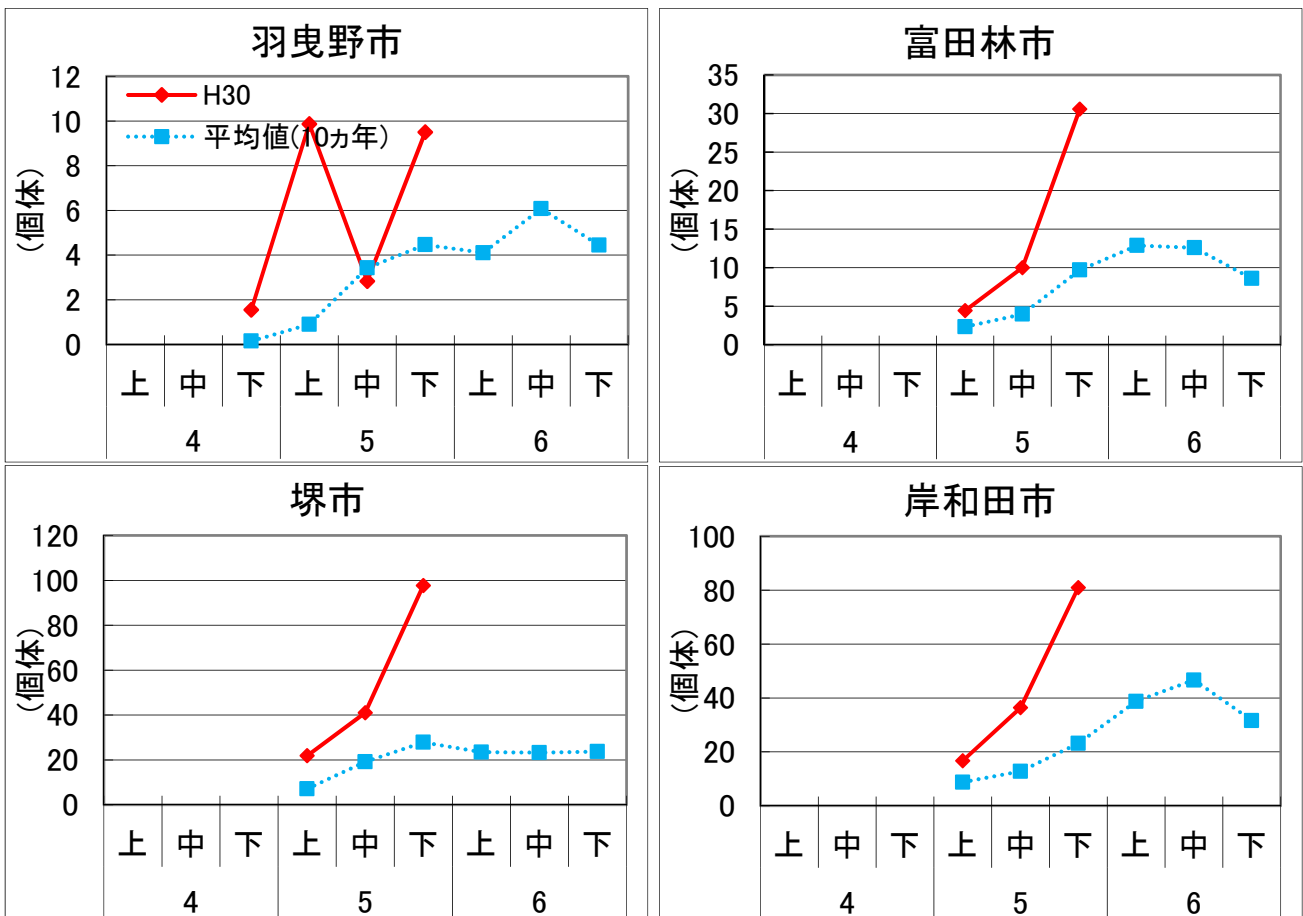 羽曳野市
(個体)
12
10
8
6
4
2
0
H30
平均値(10ヵ年)
上 中 下 上 中 下 上 中 下
4 5 6
富田林市
(個体)
35
30
25
20
15
10
5
0
上 中 下 上 中 下 上 中 下
4 5 6
堺市
(個体)
120
100
80
60
40
20
0
上 中 下 上 中 下 上 中 下
4 5 6
岸和田市
(個体)
100
80
60
40
20
0
上 中 下 上 中 下 上 中 下
4 5 6